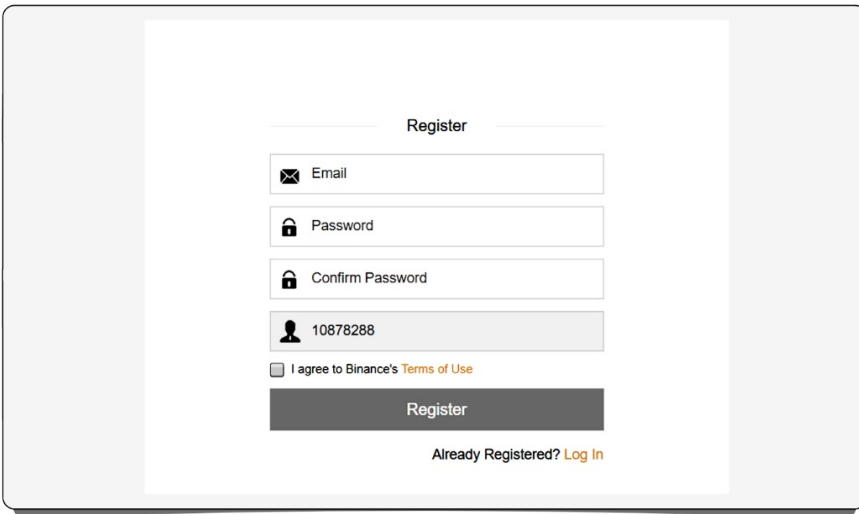 Register
Email
Password
Confirm Password
10878288
I agree to Binance's Terms of Use
Register
Already Registered? Log In